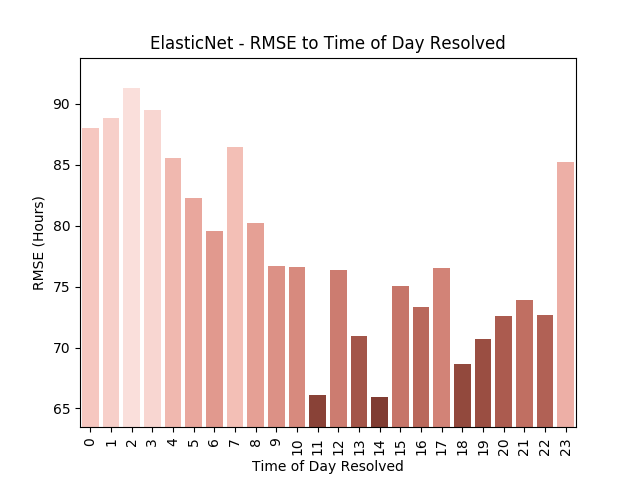 ElasticNet - RMSE to Time of Day Resolved
RMSE (Hours)
90
85
80
75
70
65
0 1 2 3 4 5 6 7 8 9 10 11 12 13 14 15 16 17 18 19 20 21 22 23
Time of Day Resolved